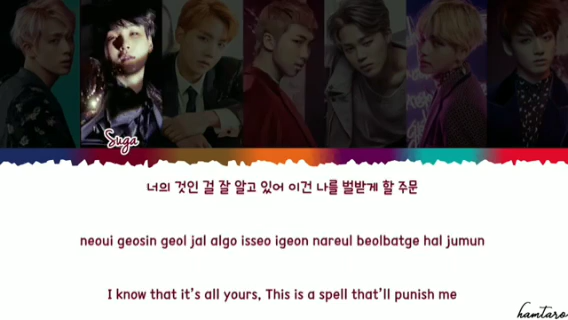 Suga
너의 것인 걸 잘 알고 있어 이건 나를 벌받게 할 주문
neoui geosin geol jal algo isseo igeon nareul beolbatge hal jumun
I know that it's all yours, This is a spell that'll punish me
hamtaro